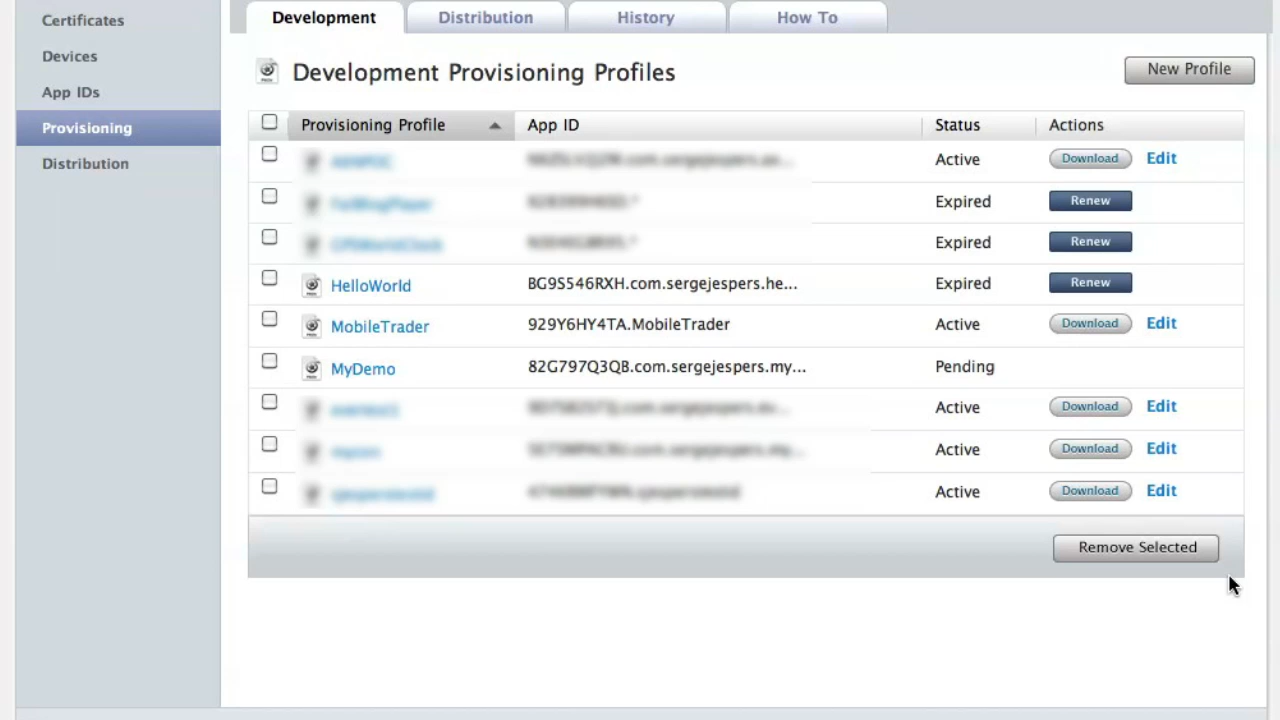 Certificates
Devices
App IDs
Provisioning
Distribution
Development Distribution History How To
Development Provisioning Profiles
New Profile
Provisioning Profile App ID Status Actions
Active Download Edit
Expired Renew
Expired Renew
HelloWorld BG9S546RXH.com.sergejespers.he... Expired Renew
MobileTrader 929Y6HY4TA.MobileTrader Active Download Edit
MyDemo 82G797Q3QB.com.sergejespers.my... Pending
Active Download Edit
Active Download Edit
Active Download Edit
Remove Selected